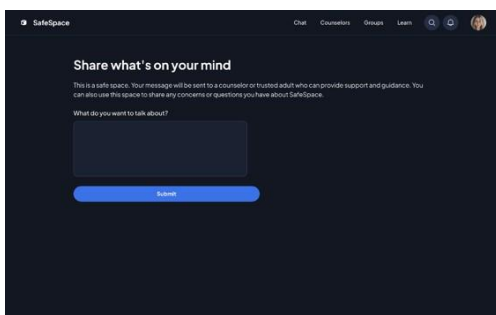 SafeSpace
Chat Counselors Groups Learn
Share what's on your mind
This is a safe space. Your message will be sent to a counselor or trusted adult who can provide support and guidance. You
can also use this space to share any concerns or questions you have about SafeSpace.
What do you want to talk about?
Submit